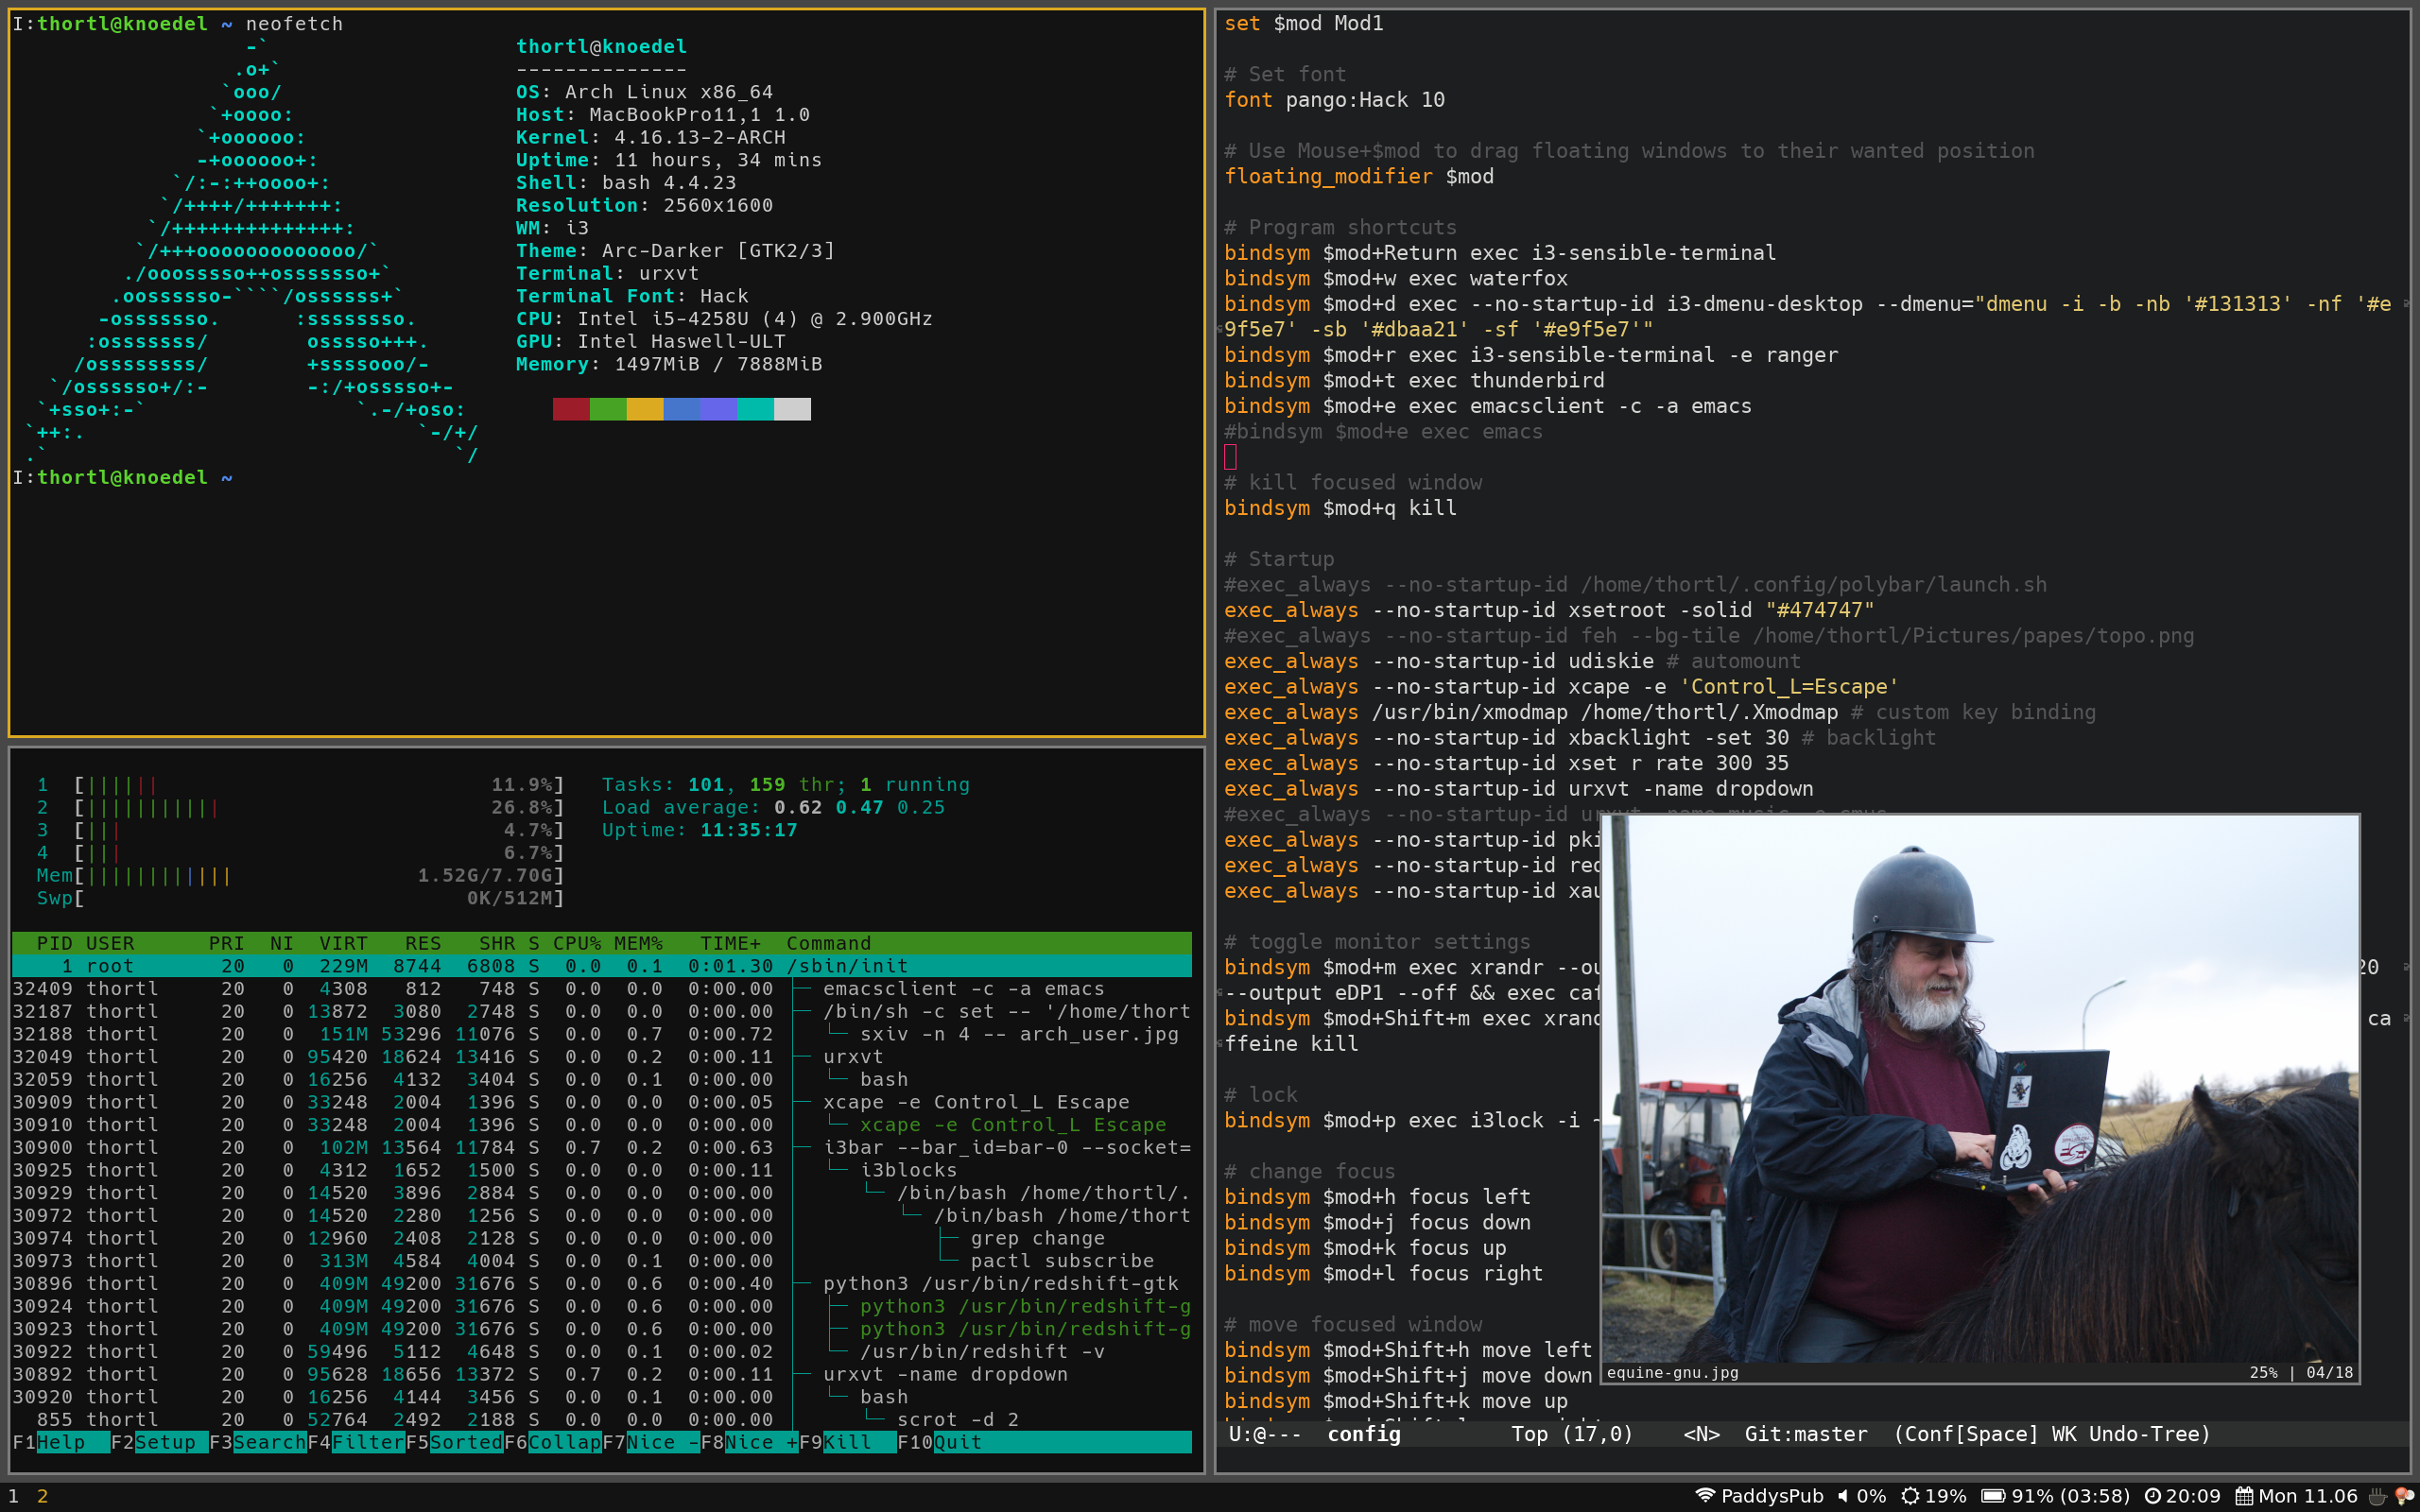 I:thortl@knoedel ~ neofetch
thortl@knoedel
--------------
OS: Arch Linux x86_64
Host: MacBookPro11,1 1.0
Kernel: 4.16.13-2-ARCH
Uptime: 11 hours, 34 mins
Shell: bash 4.4.23
Resolution: 2560x1600
WM: i3
Theme: Arc-Darker [GTK2/3]
Terminal: urxvt
Terminal Font: Hack
CPU: Intel i5-4258U (4) @ 2.900GHz
GPU: Intel Haswell-ULT
Memory: 1497MiB / 7888MiB
I:thortl@knoedel ~
1 [|||||| 11.9%] Tasks: 101, 159 thr; 1 running
2 [||||||||||| 26.8%] Load average: 0.62 0.47 0.25
3 [||| 4.7%] Uptime: 11:35:17
4 [||| 6.7%]
Mem[|||||||||||| 1.52G/7.70G]
Swp[ 0K/512M]
PID USER PRI NI VIRT RES SHR S CPU% MEM% TIME+ Command
1 root 20 0 229M 8744 6808 S 0.0 0.1 0:01.30 /sbin/init
32409 thortl 20 0 4308 812 748 S 0.0 0.0 0:00.00 ├─ emacsclient -c -a emacs
32187 thortl 20 0 13872 3080 2748 S 0.0 0.0 0:00.00 ├─ /bin/sh -c set -- '/home/thort
32188 thortl 20 0 151M 53296 11076 S 0.0 0.7 0:00.72 │ └─ sxiv -n 4 -- arch_user.jpg
32049 thortl 20 0 95420 18624 13416 S 0.0 0.2 0:00.11 ├─ urxvt
32059 thortl 20 0 16256 4132 3404 S 0.0 0.1 0:00.00 │ └─ bash
30909 thortl 20 0 33248 2004 1396 S 0.0 0.0 0:00.05 ├─ xcape -e Control_L Escape
30910 thortl 20 0 33248 2004 1396 S 0.0 0.0 0:00.00 │ └─ xcape -e Control_L Escape
30900 thortl 20 0 102M 13564 11784 S 0.7 0.2 0:00.63 ├─ i3bar --bar_id=bar-0 --socket=
30925 thortl 20 0 4312 1652 1500 S 0.0 0.0 0:00.11 │ └─ i3blocks
30929 thortl 20 0 14520 3896 2884 S 0.0 0.0 0:00.00 │ └─ /bin/bash /home/thortl/.
30972 thortl 20 0 14520 2280 1256 S 0.0 0.0 0:00.00 │ └─ /bin/bash /home/thort
30974 thortl 20 0 12960 2408 2128 S 0.0 0.0 0:00.00 │ ├─ grep change
30973 thortl 20 0 313M 4584 4004 S 0.0 0.1 0:00.00 │ └─ pactl subscribe
30896 thortl 20 0 409M 49200 31676 S 0.0 0.6 0:00.40 ├─ python3 /usr/bin/redshift-gtk
30924 thortl 20 0 409M 49200 31676 S 0.0 0.6 0:00.00 │ ├─ python3 /usr/bin/redshift-g
30923 thortl 20 0 409M 49200 31676 S 0.0 0.6 0:00.00 │ ├─ python3 /usr/bin/redshift-g
30922 thortl 20 0 59496 5112 4648 S 0.0 0.1 0:00.02 │ └─ /usr/bin/redshift -v
30892 thortl 20 0 95628 18656 13372 S 0.7 0.2 0:00.11 ├─ urxvt -name dropdown
30920 thortl 20 0 16256 4144 3456 S 0.0 0.1 0:00.00 │ └─ bash
855 thortl 20 0 52764 2492 2188 S 0.0 0.0 0:00.00 │ └─ scrot -d 2
F1Help F2Setup F3SearchF4FilterF5SortedF6CollapF7Nice -F8Nice +F9Kill F10Quit
set $mod Mod1
# Set font
font pango:Hack 10
# Use Mouse+$mod to drag floating windows to their wanted position
floating_modifier $mod
# Program shortcuts
bindsym $mod+Return exec i3-sensible-terminal
bindsym $mod+w exec waterfox
bindsym $mod+d exec --no-startup-id i3-dmenu-desktop --dmenu="dmenu -i -b -nb '#131313' -nf '#e
9f5e7' -sb '#dbaa21' -sf '#e9f5e7'"
bindsym $mod+r exec i3-sensible-terminal -e ranger
bindsym $mod+t exec thunderbird
bindsym $mod+e exec emacsclient -c -a emacs
#bindsym $mod+e exec emacs
# kill focused window
bindsym $mod+q kill
# Startup
#exec_always --no-startup-id /home/thortl/.config/polybar/launch.sh
exec_always --no-startup-id xsetroot -solid "#474747"
#exec_always --no-startup-id feh --bg-tile /home/thortl/Pictures/papes/topo.png
exec_always --no-startup-id udiskie # automount
exec_always --no-startup-id xcape -e 'Control_L=Escape'
exec_always /usr/bin/xmodmap /home/thortl/.Xmodmap # custom key binding
exec_always --no-startup-id xbacklight -set 30 # backlight
exec_always --no-startup-id xset r rate 300 35
exec_always --no-startup-id urxvt -name dropdown
#exec_always --no-startup-id urxvt -name music -e cmus
exec_always --no-startup-id pki
exec_always --no-startup-id red
exec_always --no-startup-id xau
# toggle monitor settings
bindsym $mod+m exec xrandr --ou 20
--output eDP1 --off && exec caf
bindsym $mod+Shift+m exec xrand ca
ffeine kill
# lock
bindsym $mod+p exec i3lock -i ~
# change focus
bindsym $mod+h focus left
bindsym $mod+j focus down
bindsym $mod+k focus up
bindsym $mod+l focus right
# move focused window
bindsym $mod+Shift+h move left
bindsym $mod+Shift+j move down
bindsym $mod+Shift+k move up
equine-gnu.jpg 25% | 04/18
U:@--- config Top (17,0) <N> Git:master (Conf[Space] WK Undo-Tree)
1 2 PaddysPub 0% 19% 91% (03:58) 20:09 Mon 11.06